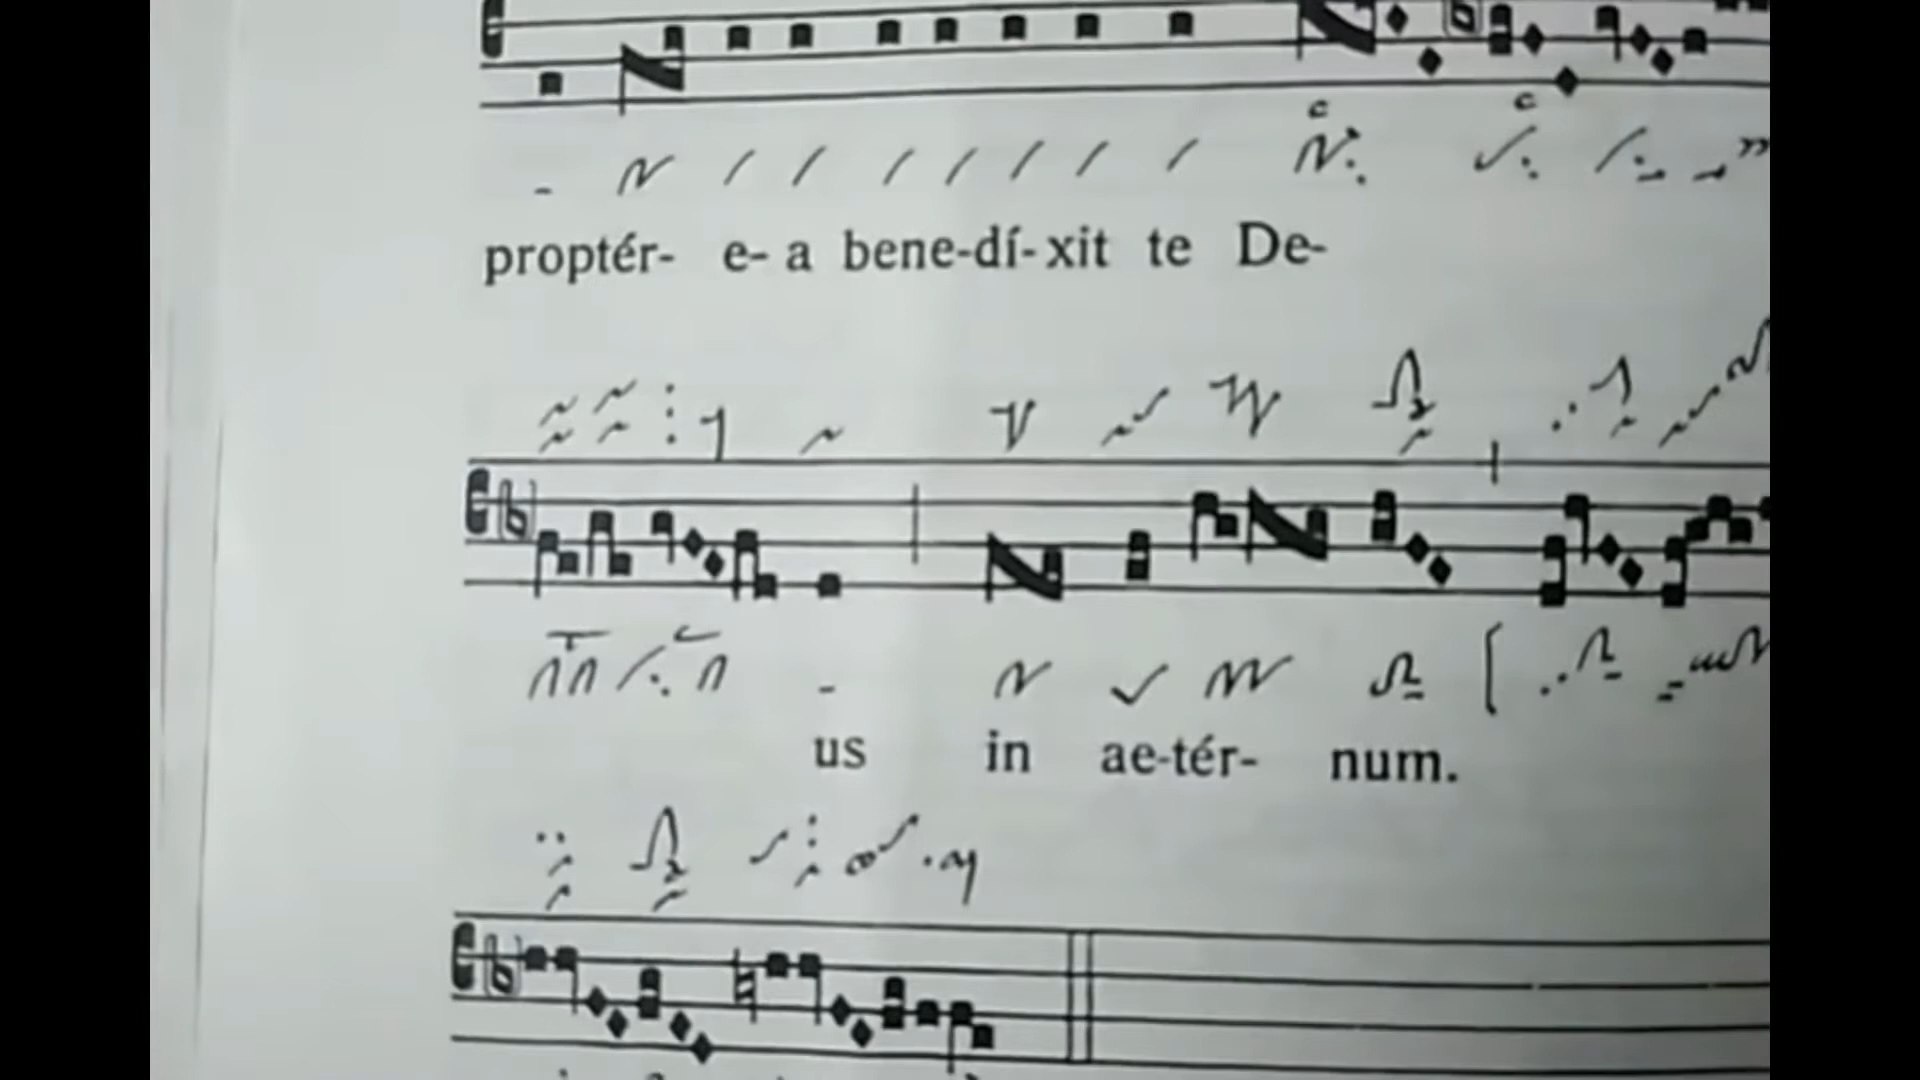 proptér- e- a bene-dí-xit te De-
us in ae-tér- num.